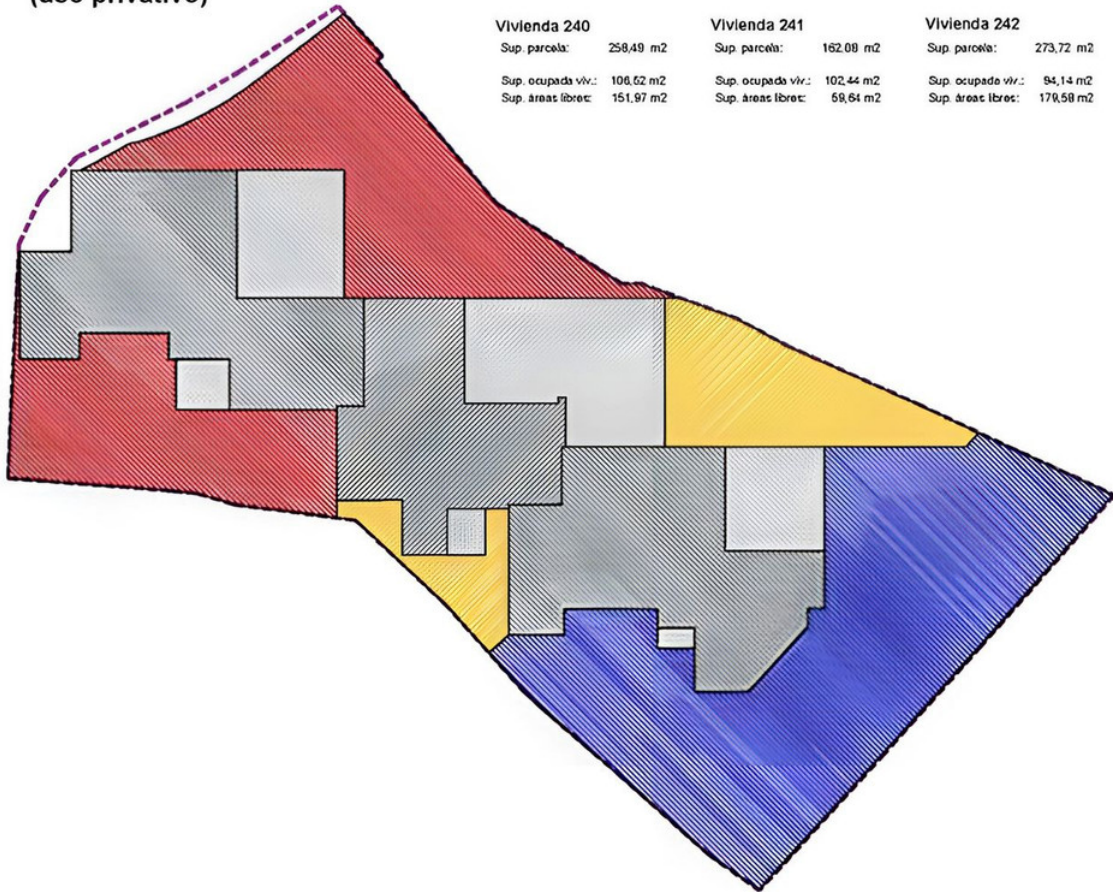 (uso privativo)
Vivienda 240
Sup. parcela: 258,49 m2
Sup. ocupada viv.: 106,52 m2
Sup. áreas libres: 151,97 m2
Vivienda 241
Sup. parcela: 162,08 m2
Sup. ocupada viv.: 102,44 m2
Sup. áreas libres: 59,64 m2
Vivienda 242
Sup. parcela: 273,72 m2
Sup. ocupada viv.: 94,14 m2
Sup. áreas libres: 179,58 m2